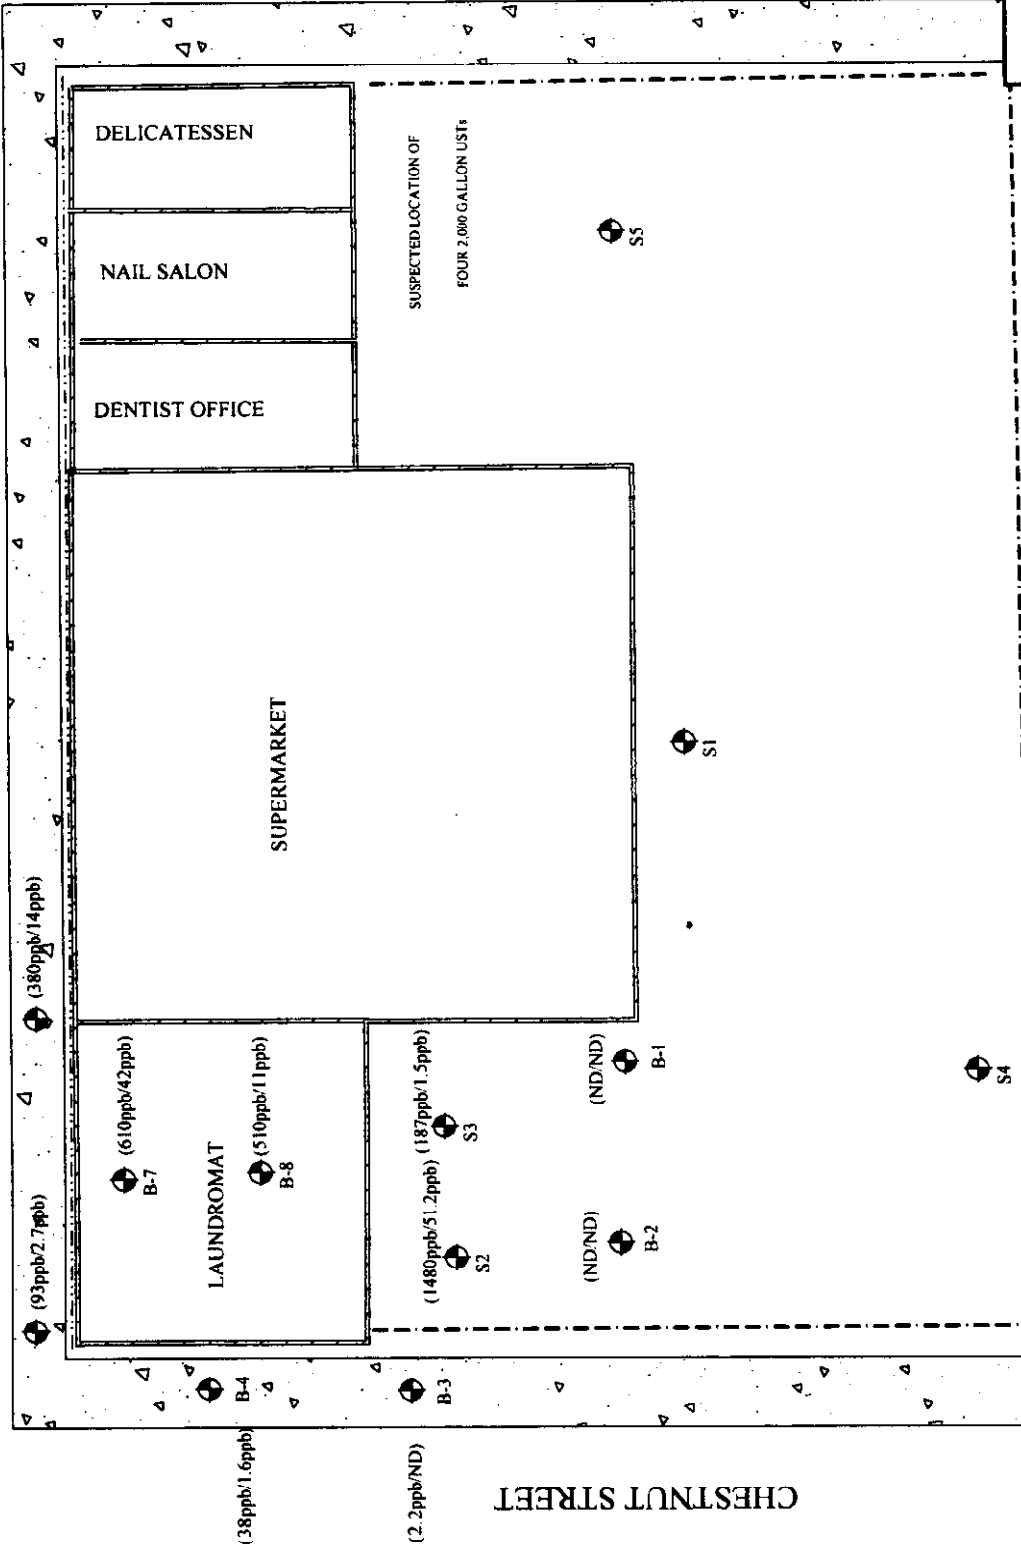 DELICATESSEN
NAIL SALON
DENTIST OFFICE
SUSPECTED LOCATION OF
FOUR 2,000 GALLON USTs
S5
SUPERMARKET
S1
(380ppb/14ppb)
(93ppb/2.7ppb)
(610ppb/42ppb)
B-7
(510ppb/11ppb)
B-8
LAUNDROMAT
(187ppb/1.5ppb)
S3
(1480ppb/51.2ppb)
S2
(ND/ND)
B-1
(ND/ND)
B-2
S4
B-4
(38ppb/1.6ppb)
B-3
(2.2ppb/ND)
CHESTNUT STREET